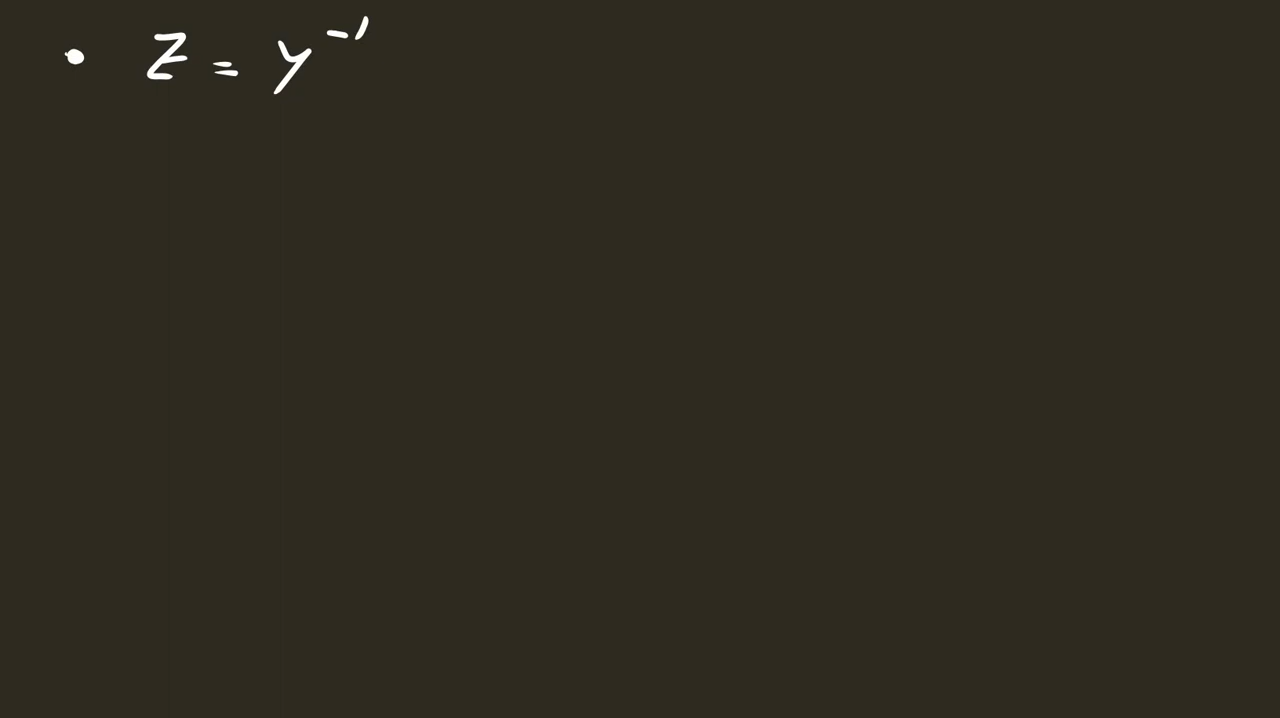 • z = y⁻¹